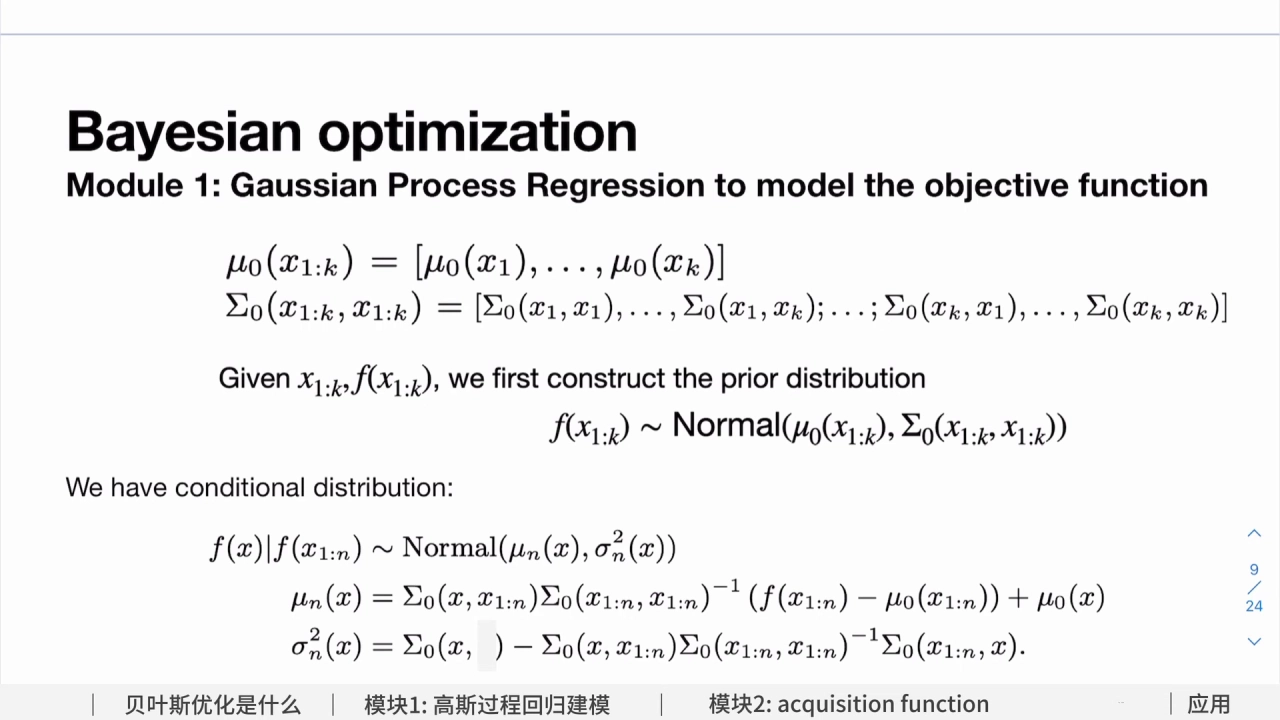 Bayesian optimization
Module 1: Gaussian Process Regression to model the objective function
μ₀(x₁:ₖ) = [μ₀(x₁), . . . , μ₀(xₖ)]
Σ₀(x₁:ₖ, x₁:ₖ) = [Σ₀(x₁, x₁), . . . , Σ₀(x₁, xₖ); . . . ; Σ₀(xₖ, x₁), . . . , Σ₀(xₖ, xₖ)]
Given x₁:ₖ, f(x₁:ₖ), we first construct the prior distribution
f(x₁:ₖ) ∼ Normal(μ₀(x₁:ₖ), Σ₀(x₁:ₖ, x₁:ₖ))
We have conditional distribution:
f(x)|f(x₁:ₙ) ∼ Normal(μₙ(x), σₙ²(x))
μₙ(x) = Σ₀(x, x₁:ₙ)Σ₀(x₁:ₙ, x₁:ₙ)⁻¹ (f(x₁:ₙ) − μ₀(x₁:ₙ)) + μ₀(x)
σₙ²(x) = Σ₀(x, ) − Σ₀(x, x₁:ₙ)Σ₀(x₁:ₙ, x₁:ₙ)⁻¹Σ₀(x₁:ₙ, x).
9
/
24
| 贝叶斯优化是什么 | 模块1: 高斯过程回归建模 | 模块2: acquisition function | 应用